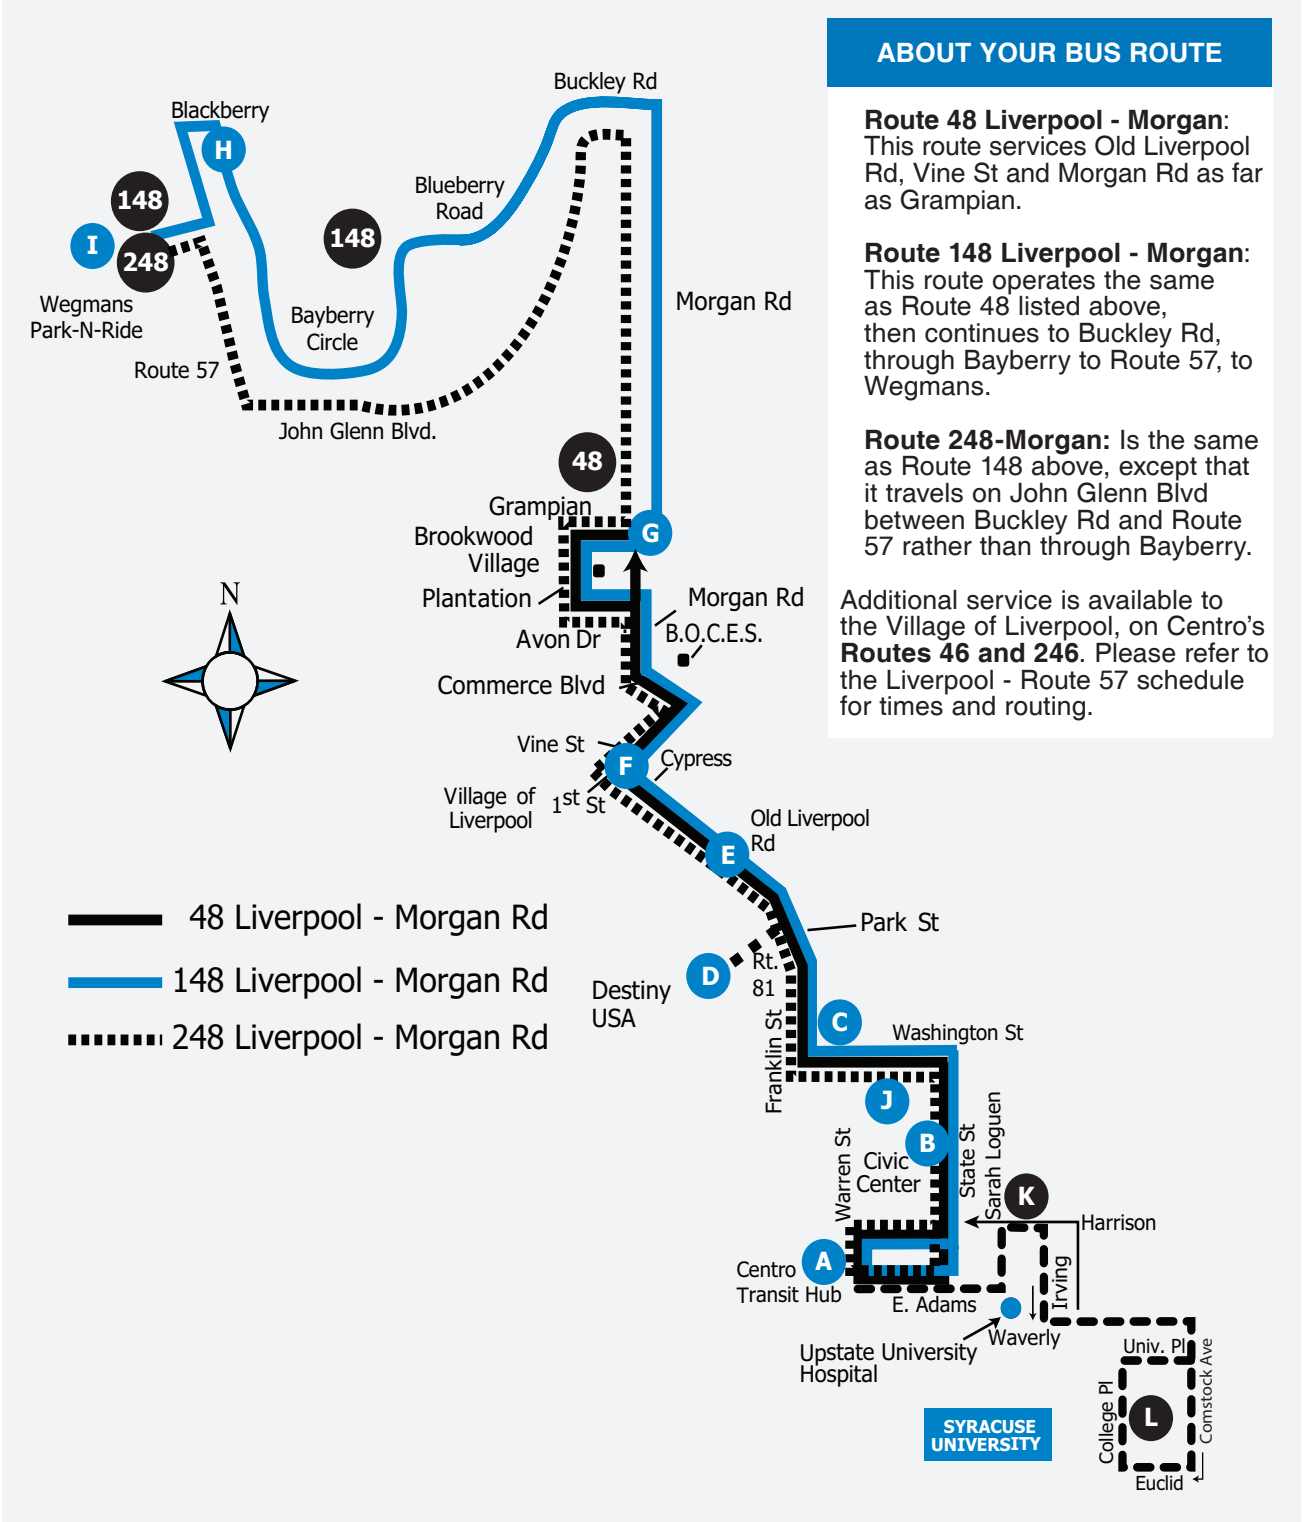 ABOUT YOUR BUS ROUTE
Route 48 Liverpool - Morgan:
This route services Old Liverpool
Rd, Vine St and Morgan Rd as far
as Grampian.
Route 148 Liverpool - Morgan:
This route operates the same
as Route 48 listed above,
then continues to Buckley Rd,
through Bayberry to Route 57, to
Wegmans.
Route 248-Morgan: Is the same
as Route 148 above, except that
it travels on John Glenn Blvd
between Buckley Rd and Route
57 rather than through Bayberry.
Additional service is available to
the Village of Liverpool, on Centro's
Routes 46 and 246. Please refer to
the Liverpool - Route 57 schedule
for times and routing.
Buckley Rd
Blackberry
H
148
Blueberry
Road
148
I
248
Wegmans
Park-N-Ride
Morgan Rd
Bayberry
Circle
Route 57
John Glenn Blvd.
48
Grampian
G
Brookwood
Village
Plantation
Morgan Rd
N
Avon Dr
B.O.C.E.S.
Commerce Blvd
Vine St
F
Cypress
Village of
Liverpool
1st St
Old Liverpool
Rd
E
48 Liverpool - Morgan Rd
148 Liverpool - Morgan Rd
248 Liverpool - Morgan Rd
Park St
Rt.
81
D
Destiny
USA
C
Franklin St
Washington St
J
B
Warren St
Civic
Center
State St
Sarah Loguen
K
Harrison
A
Centro
Transit Hub
E. Adams
Irving
Waverly
Upstate University
Hospital
Univ. Pl
College Pl
L
Comstock Ave
SYRACUSE
UNIVERSITY
Euclid